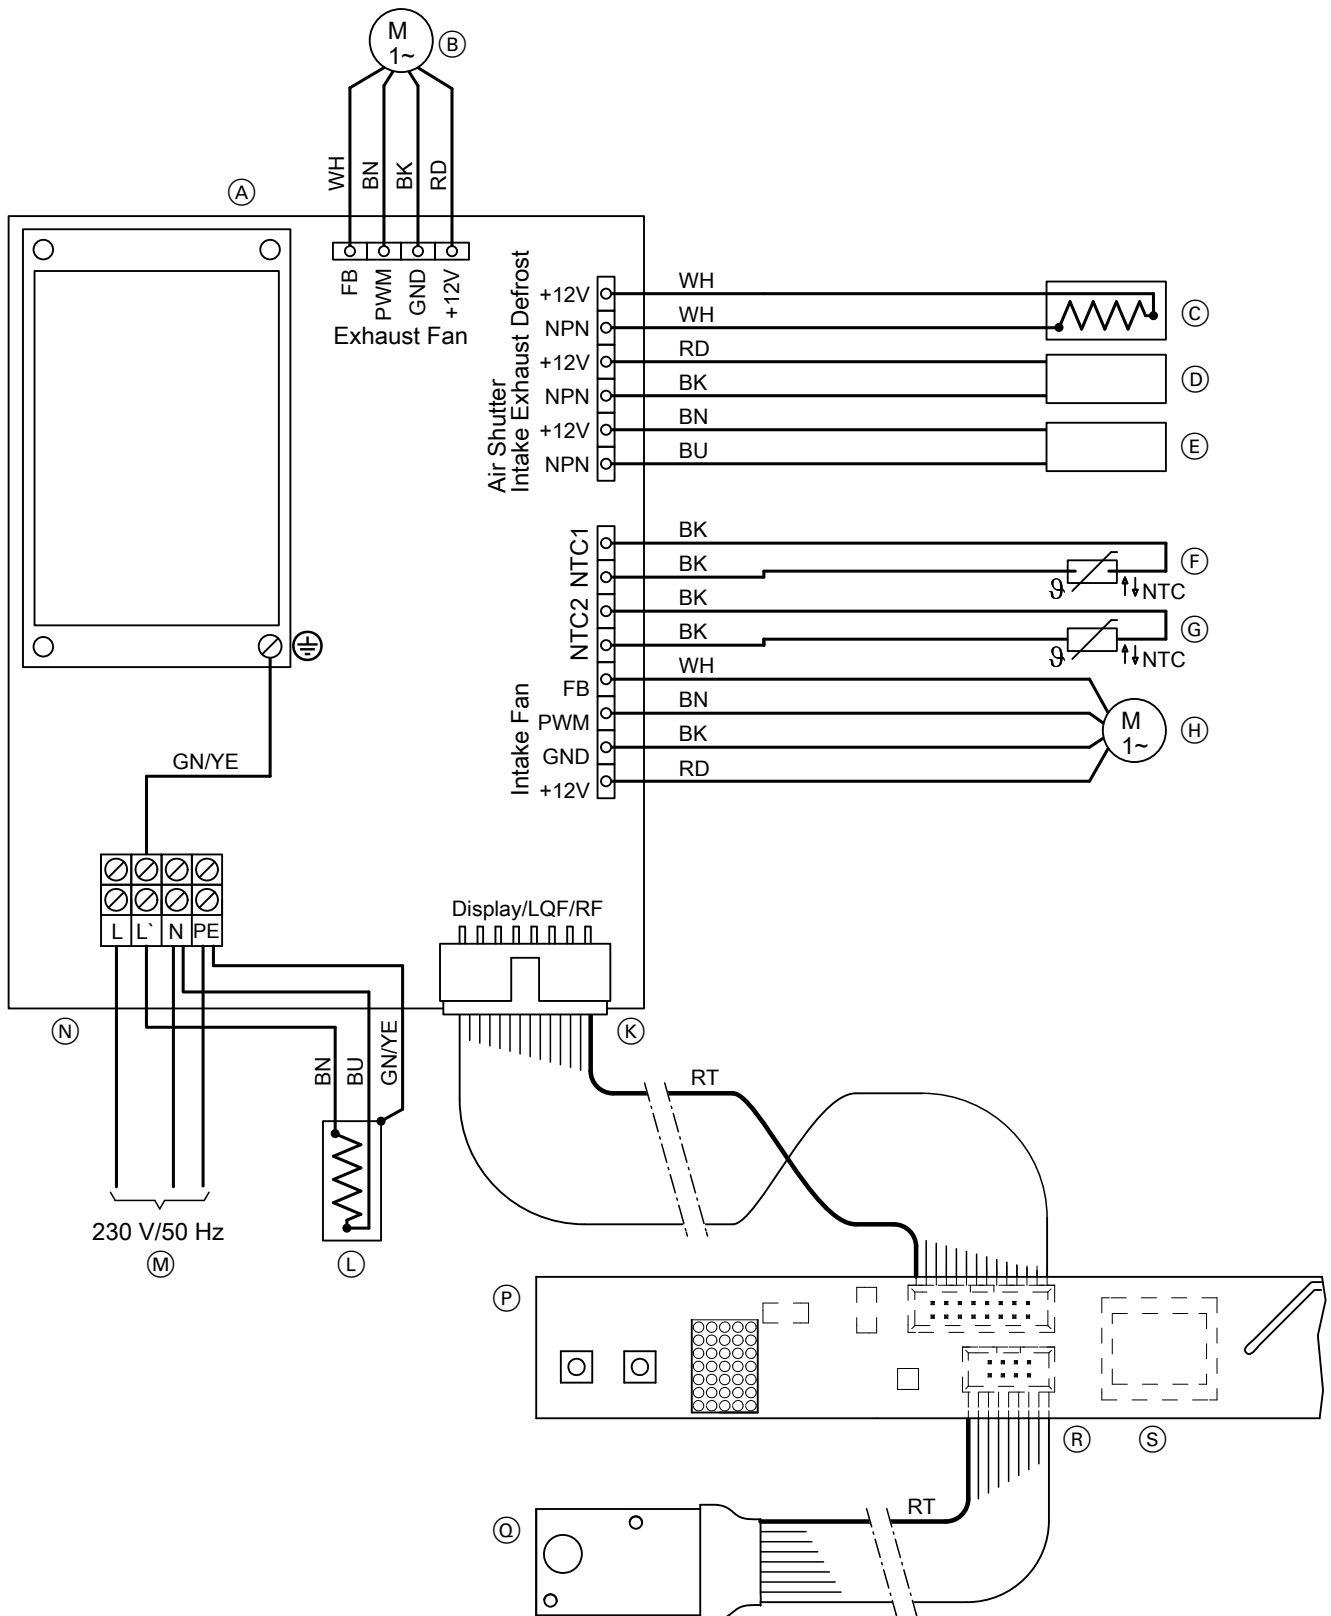 M
1~
B
WH
BN
BK
RD
A
FB
PWM
GND
+12V
Exhaust Fan
Air Shutter
Intake Exhaust Defrost
+12V
NPN
+12V
NPN
+12V
NPN
WH
WH
RD
BK
BN
BU
C
D
E
NTC1
NTC2
BK
BK
BK
BK
ϑ
NTC
F
ϑ
NTC
G
Intake Fan
FB
PWM
GND
+12V
WH
BN
BK
RD
M
1~
H
GN/YE
L
L`
N
PE
Display/LQF/RF
N
K
BN
BU
GN/YE
RT
230 V/50 Hz
M
L
P
R
S
Q
RT